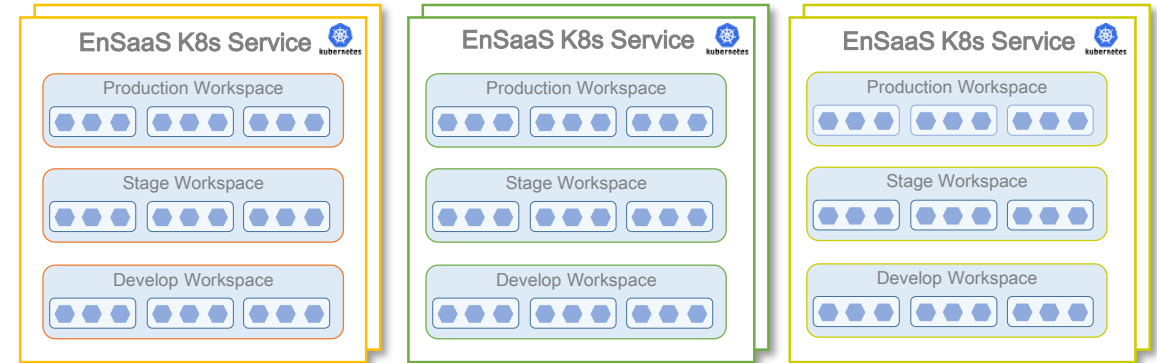 EnSaaS K8s Service
kubernetes
Production Workspace
Stage Workspace
Develop Workspace
EnSaaS K8s Service
kubernetes
Production Workspace
Stage Workspace
Develop Workspace
EnSaaS K8s Service
kubernetes
Production Workspace
Stage Workspace
Develop Workspace